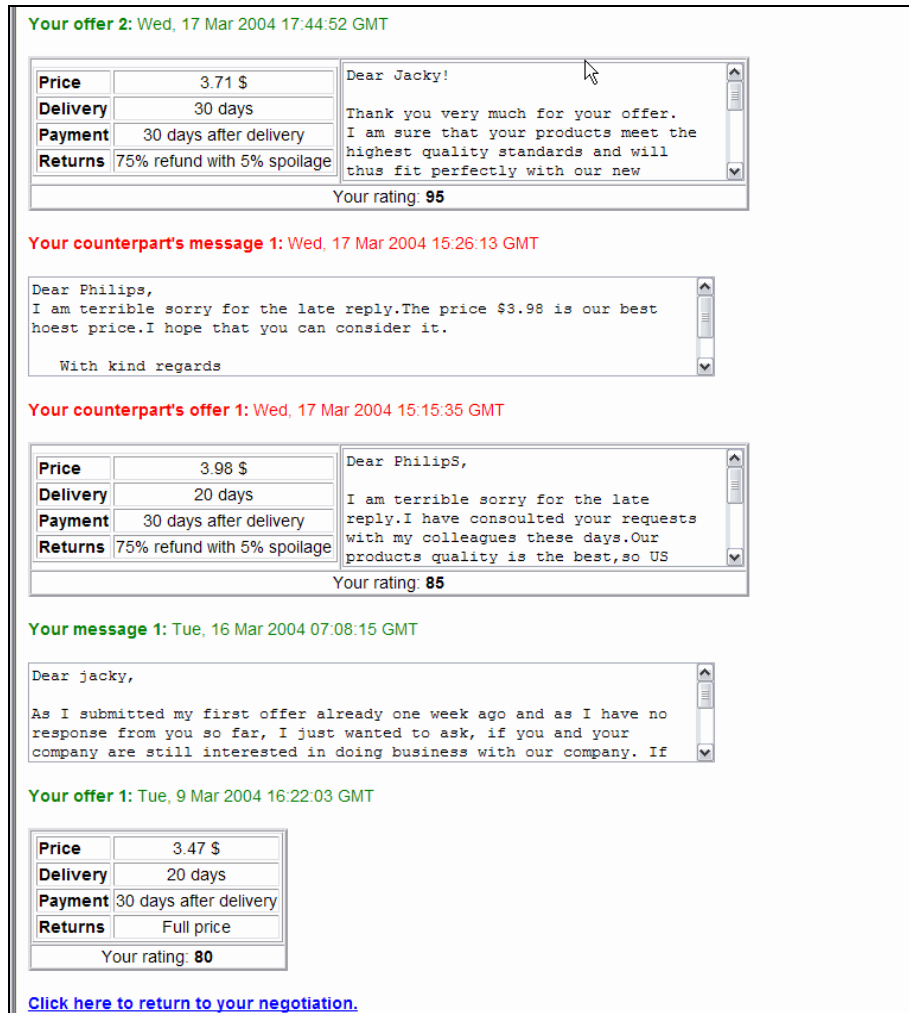 Your offer 2: Wed, 17 Mar 2004 17:44:52 GMT
Price 3.71 $
Delivery 30 days
Payment 30 days after delivery
Returns 75% refund with 5% spoilage
Dear Jacky!
Thank you very much for your offer.
I am sure that your products meet the
highest quality standards and will
thus fit perfectly with our new
Your rating: 95
Your counterpart's message 1: Wed, 17 Mar 2004 15:26:13 GMT
Dear Philips,
I am terrible sorry for the late reply.The price $3.98 is our best
hoest price.I hope that you can consider it.
With kind regards
Your counterpart's offer 1: Wed, 17 Mar 2004 15:15:35 GMT
Price 3.98 $
Delivery 20 days
Payment 30 days after delivery
Returns 75% refund with 5% spoilage
Dear PhilipS,
I am terrible sorry for the late
reply.I have consoulted your requests
with my colleagues these days.Our
products quality is the best,so US
Your rating: 85
Your message 1: Tue, 16 Mar 2004 07:08:15 GMT
Dear jacky,
As I submitted my first offer already one week ago and as I have no
response from you so far, I just wanted to ask, if you and your
company are still interested in doing business with our company. If
Your offer 1: Tue, 9 Mar 2004 16:22:03 GMT
Price 3.47 $
Delivery 20 days
Payment 30 days after delivery
Returns Full price
Your rating: 80
Click here to return to your negotiation.